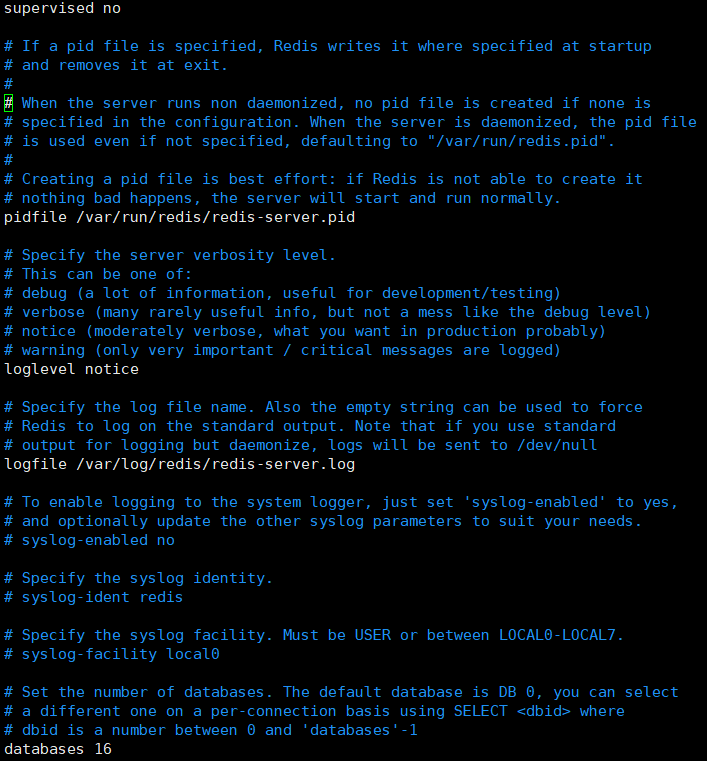 supervised no
# If a pid file is specified, Redis writes it where specified at startup
# and removes it at exit.
#
# When the server runs non daemonized, no pid file is created if none is
# specified in the configuration. When the server is daemonized, the pid file
# is used even if not specified, defaulting to "/var/run/redis.pid".
#
# Creating a pid file is best effort: if Redis is not able to create it
# nothing bad happens, the server will start and run normally.
pidfile /var/run/redis/redis-server.pid
# Specify the server verbosity level.
# This can be one of:
# debug (a lot of information, useful for development/testing)
# verbose (many rarely useful info, but not a mess like the debug level)
# notice (moderately verbose, what you want in production probably)
# warning (only very important / critical messages are logged)
loglevel notice
# Specify the log file name. Also the empty string can be used to force
# Redis to log on the standard output. Note that if you use standard
# output for logging but daemonize, logs will be sent to /dev/null
logfile /var/log/redis/redis-server.log
# To enable logging to the system logger, just set 'syslog-enabled' to yes,
# and optionally update the other syslog parameters to suit your needs.
# syslog-enabled no
# Specify the syslog identity.
# syslog-ident redis
# Specify the syslog facility. Must be USER or between LOCAL0-LOCAL7.
# syslog-facility local0
# Set the number of databases. The default database is DB 0, you can select
# a different one on a per-connection basis using SELECT <dbid> where
# dbid is a number between 0 and 'databases'-1
databases 16